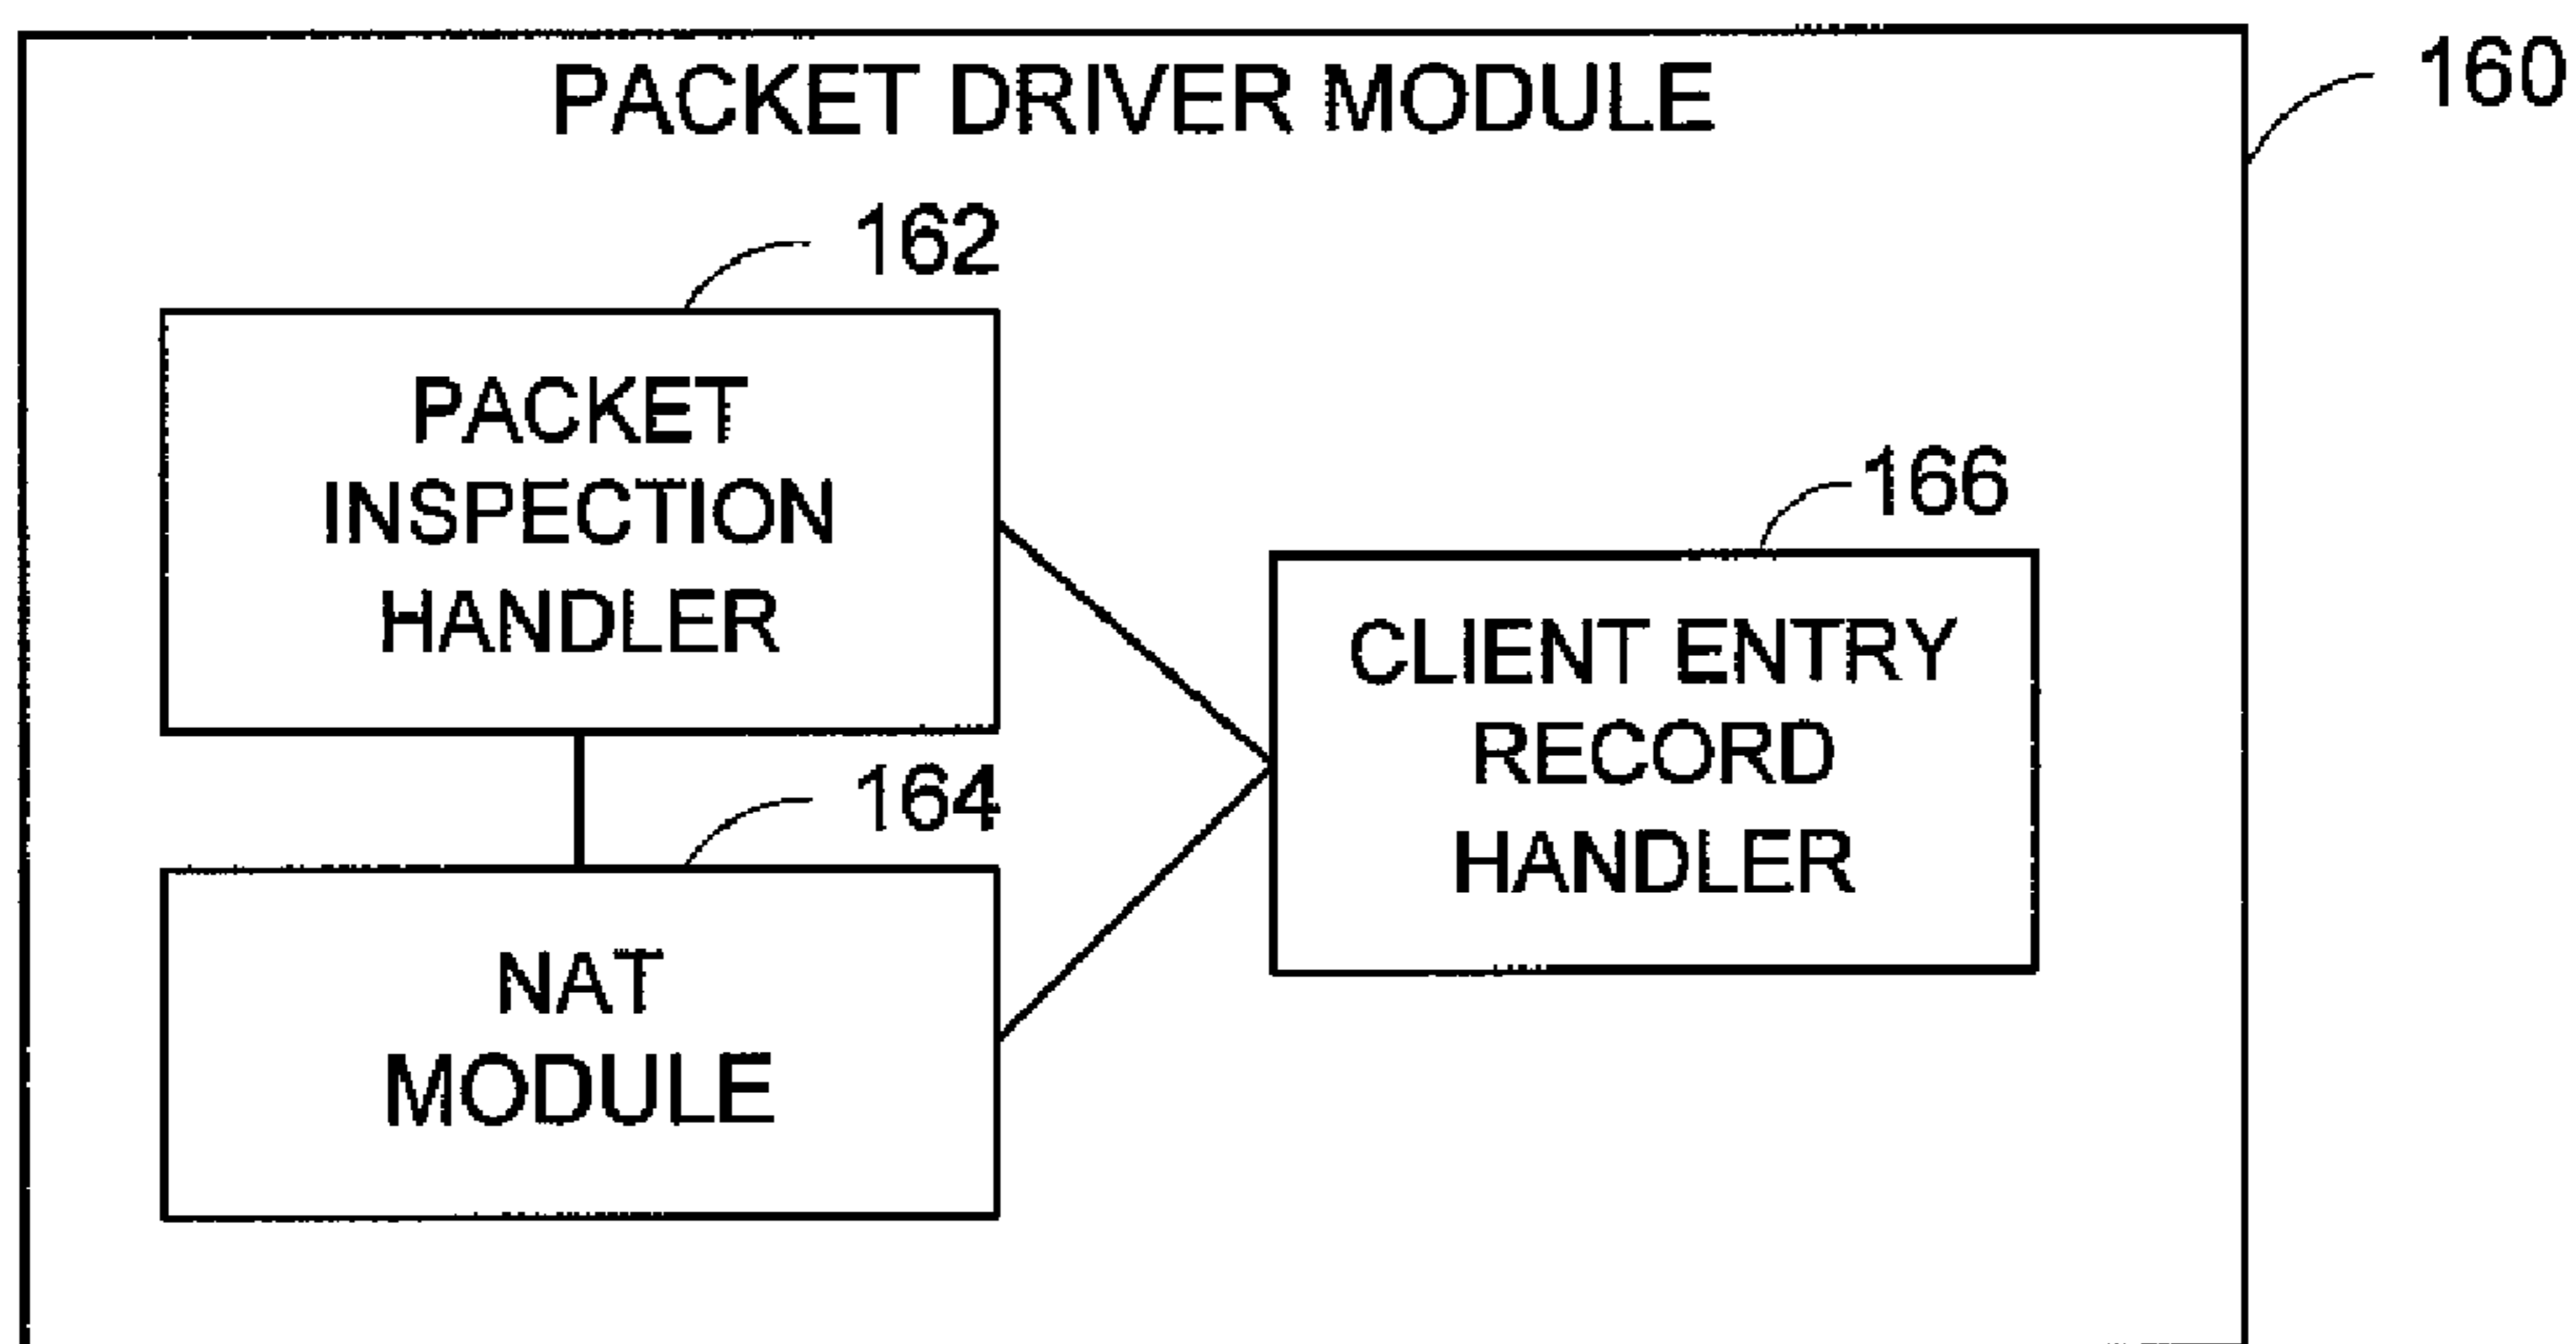 PACKET DRIVER MODULE
160
162
PACKET
INSPECTION
HANDLER
166
CLIENT ENTRY
RECORD
HANDLER
164
NAT
MODULE